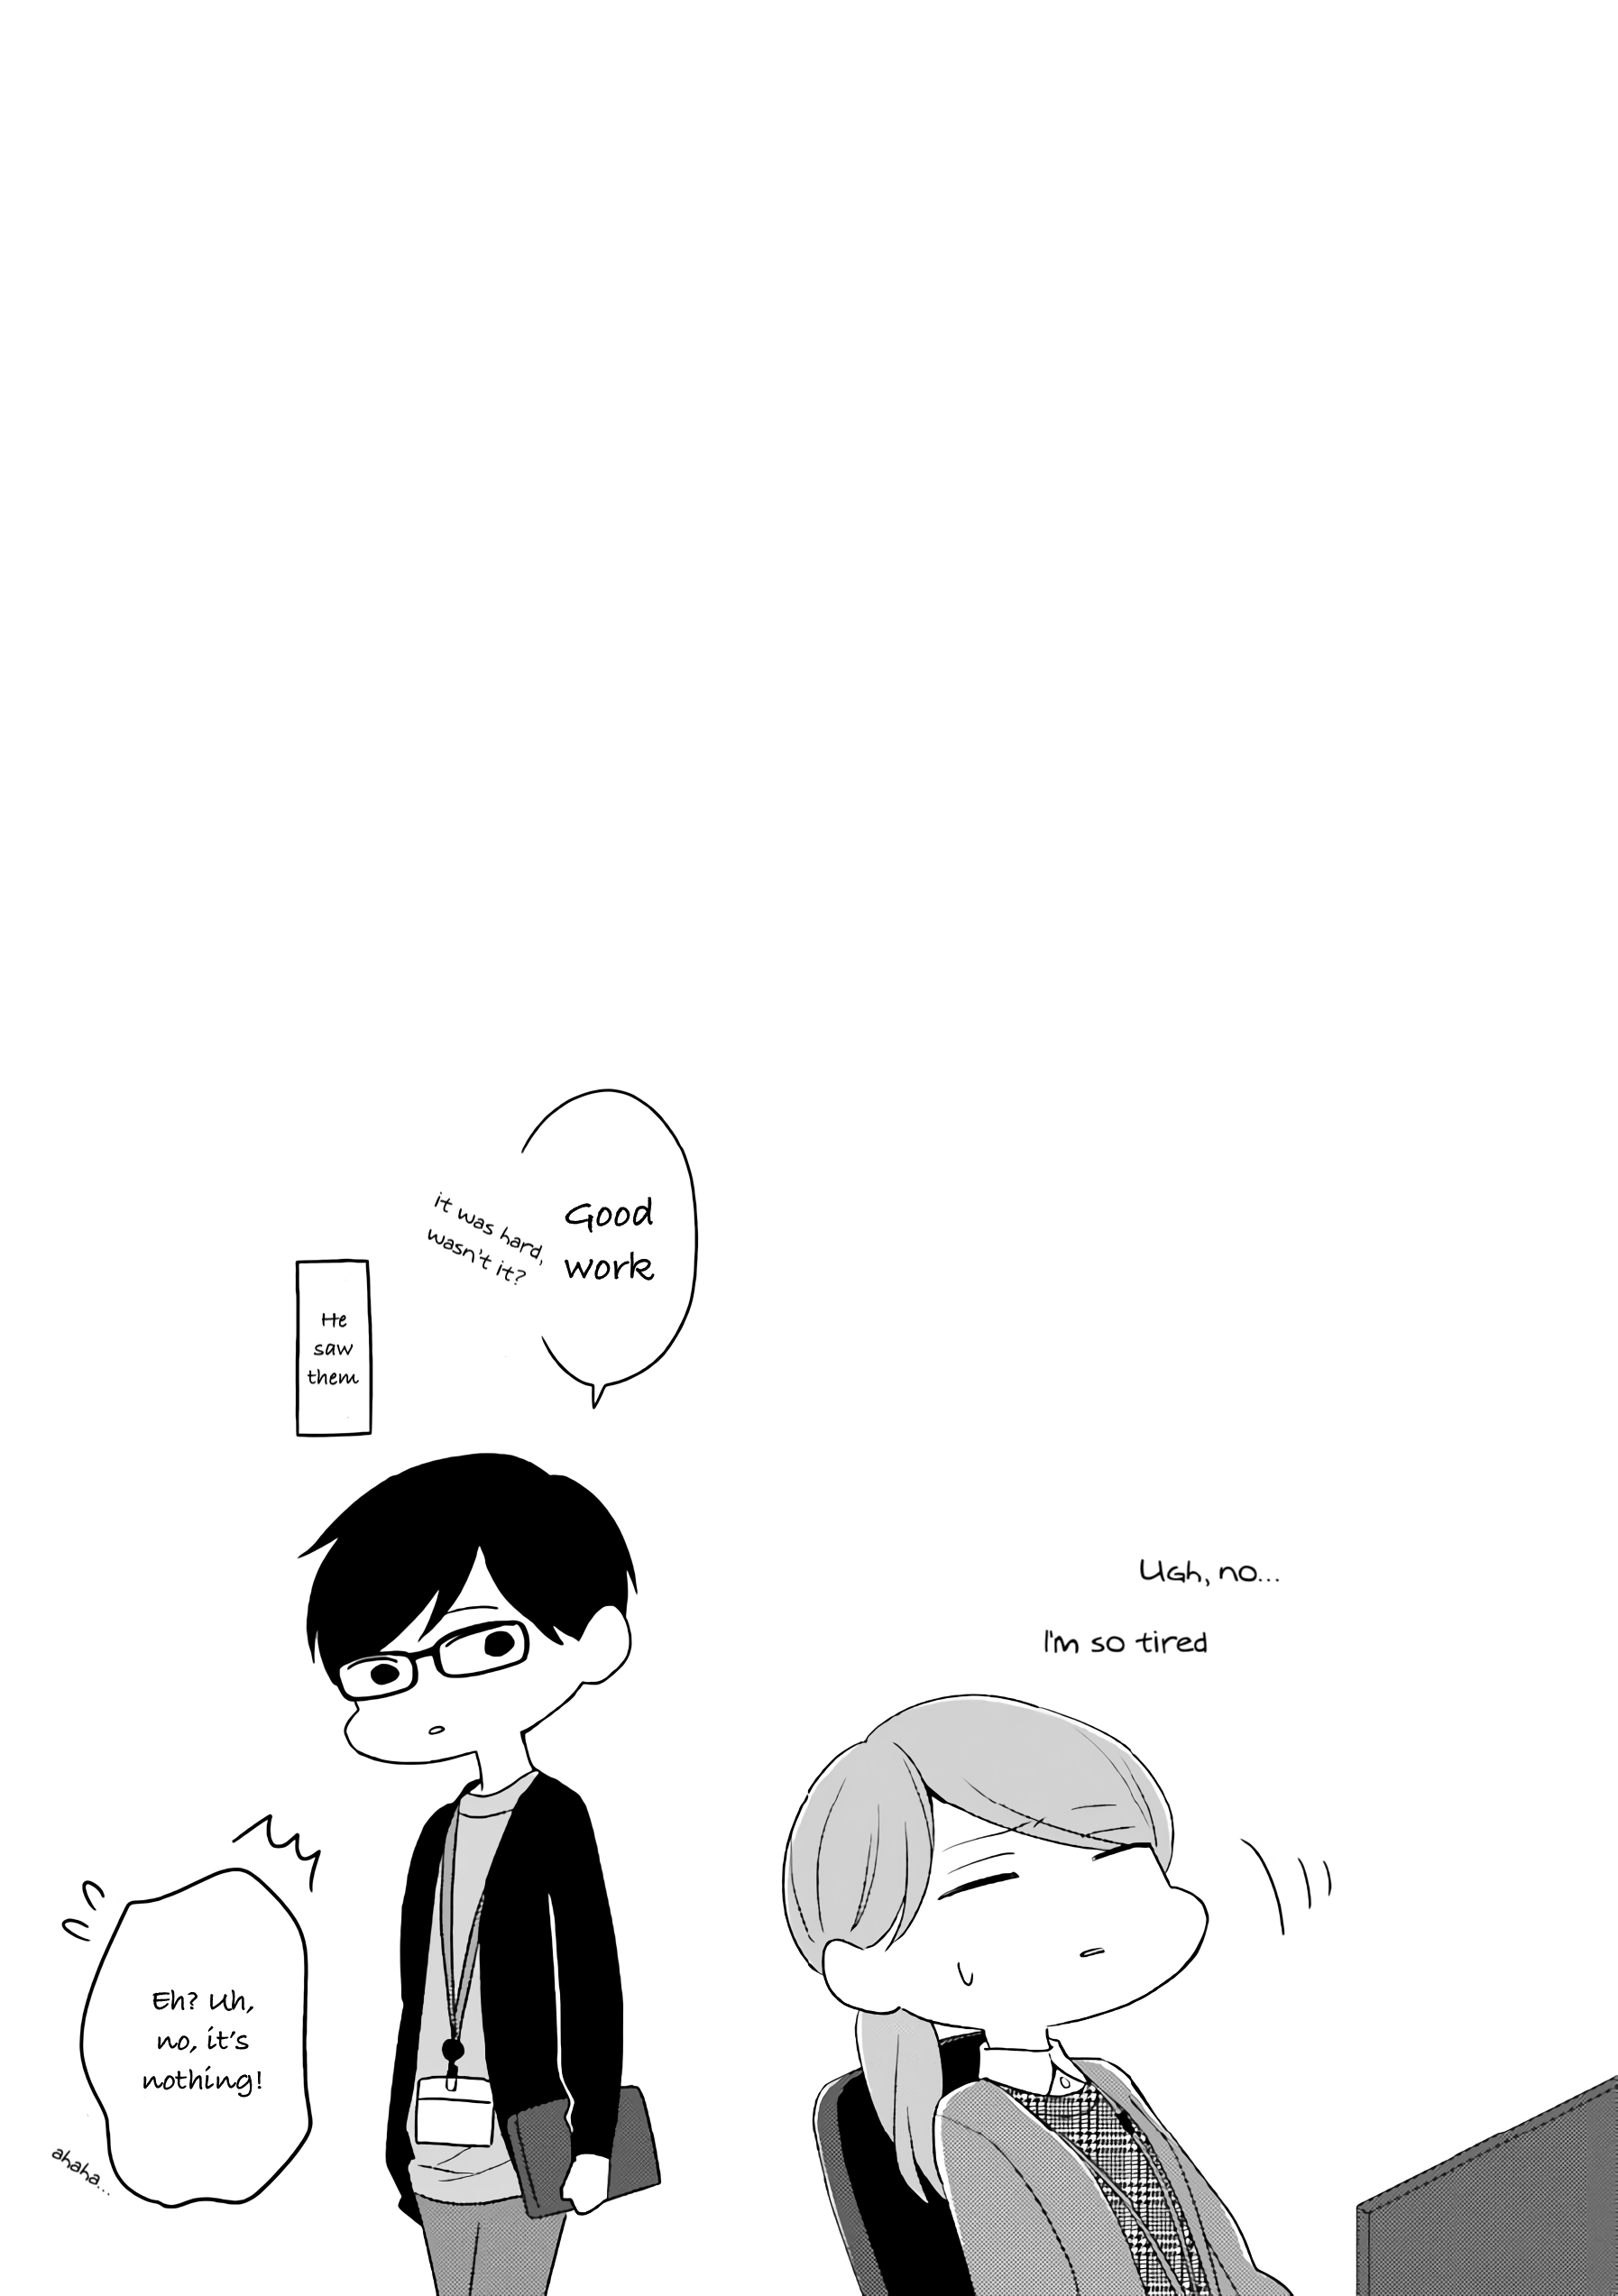 Ugh, no...
I'm so tired
Good
work
it was hard,
wasn't it?
He
saw
them
Eh? Uh,
no, it's
nothing!
ahaha...